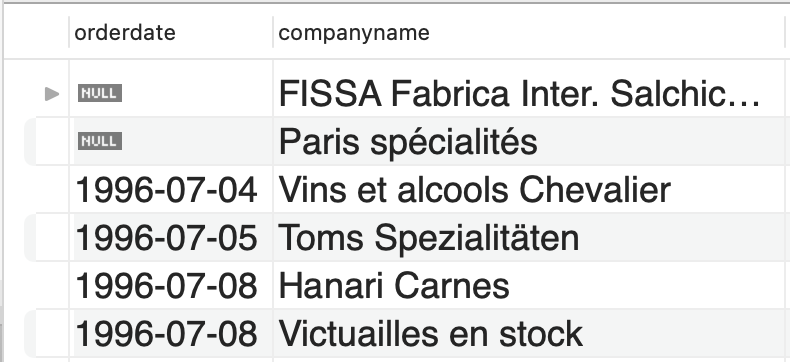 orderdate companyname
NULL FISSA Fabrica Inter. Salchic…
NULL Paris spécialités
1996-07-04 Vins et alcools Chevalier
1996-07-05 Toms Spezialitäten
1996-07-08 Hanari Carnes
1996-07-08 Victuailles en stock